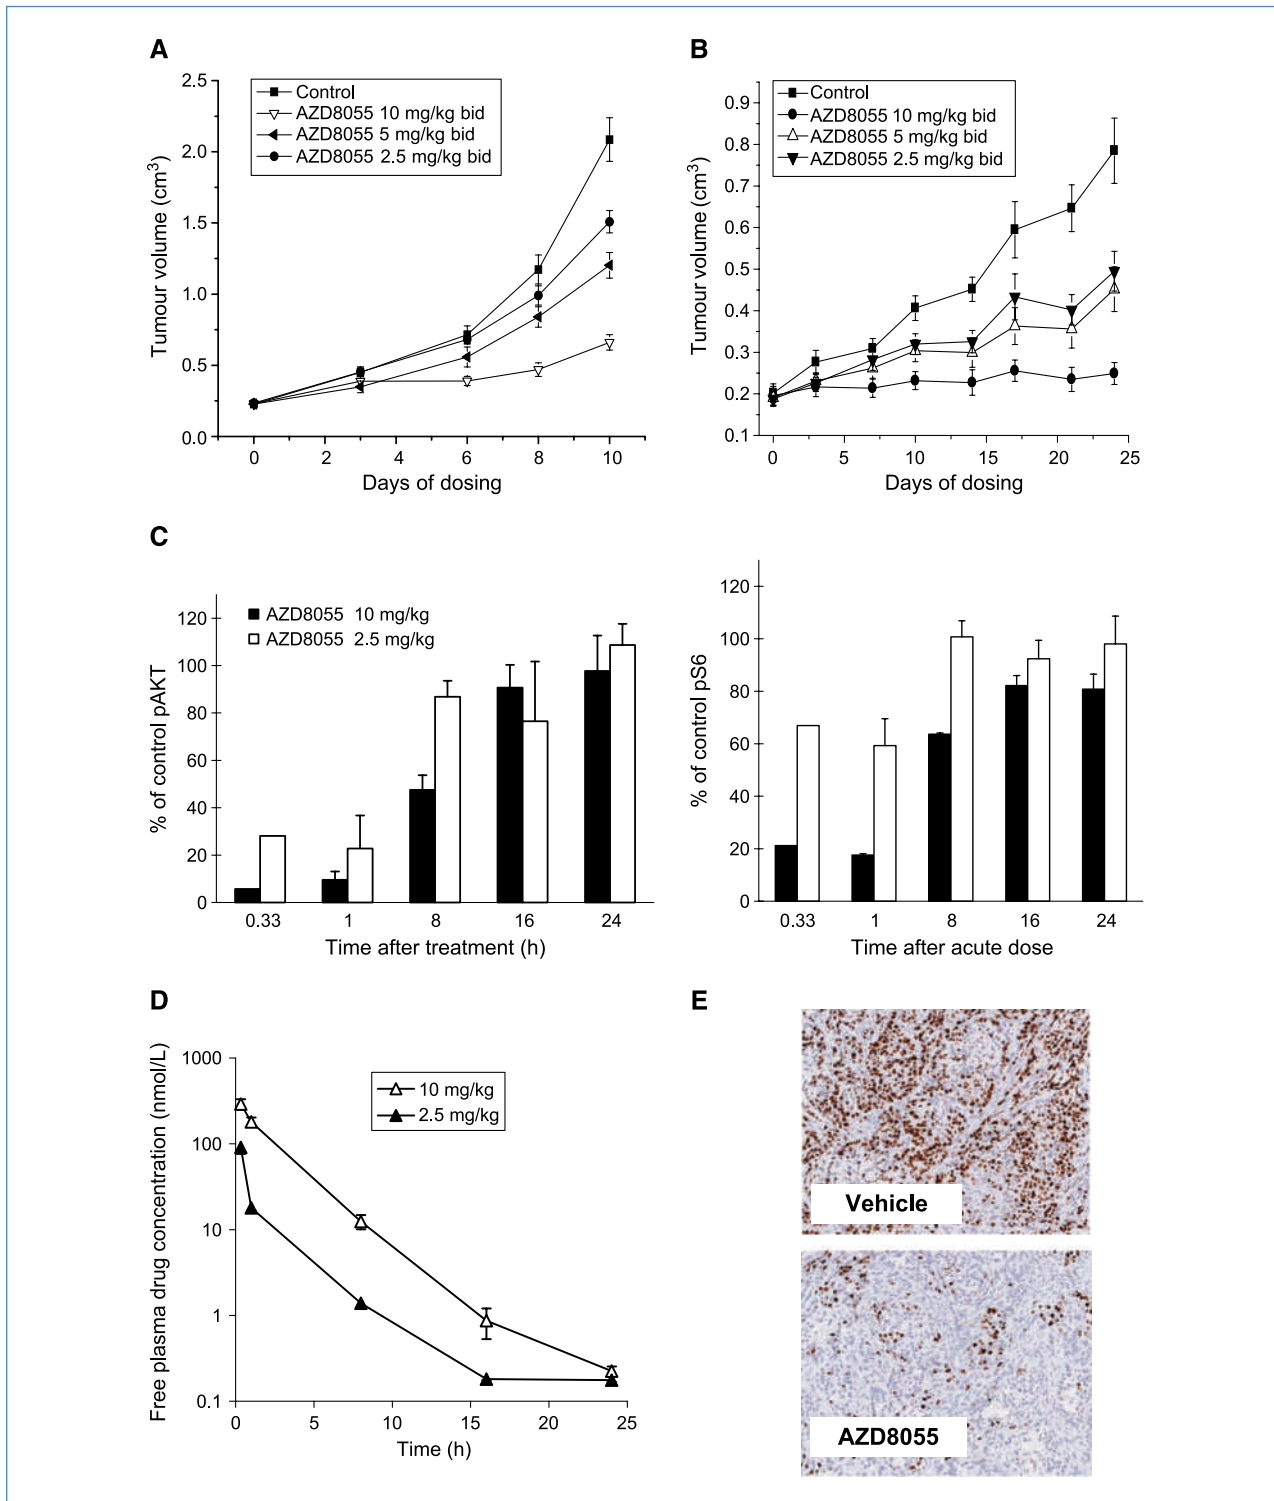 A
Control
AZD8055 10 mg/kg bid
AZD8055 5 mg/kg bid
AZD8055 2.5 mg/kg bid
2.5
2.0
1.5
1.0
0.5
0.0
Tumour volume (cm³)
0 2 4 6 8 10
Days of dosing
B
Control
AZD8055 10 mg/kg bid
AZD8055 5 mg/kg bid
AZD8055 2.5 mg/kg bid
0.9
0.8
0.7
0.6
0.5
0.4
0.3
0.2
0.1
Tumour volume (cm³)
0 5 10 15 20 25
Days of dosing
C
AZD8055 10 mg/kg
AZD8055 2.5 mg/kg
120
100
80
60
40
20
0
% of control pAKT
0.33 1 8 16 24
Time after treatment (h)
120
100
80
60
40
20
0
% of control pS6
0.33 1 8 16 24
Time after acute dose
D
10 mg/kg
2.5 mg/kg
1000
100
10
1
0.1
Free plasma drug concentration (nmol/L)
0 5 10 15 20 25
Time (h)
E
Vehicle
AZD8055